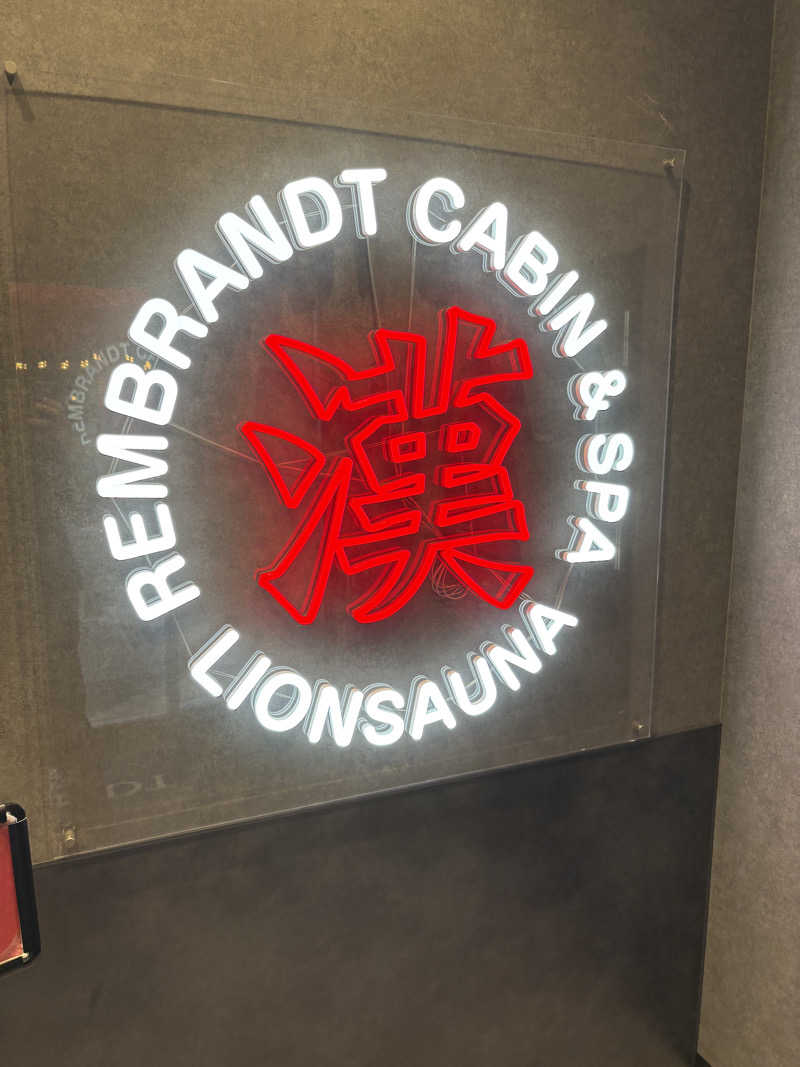 REMBRANDT CABIN & SPA
漢
LIONSAUNA